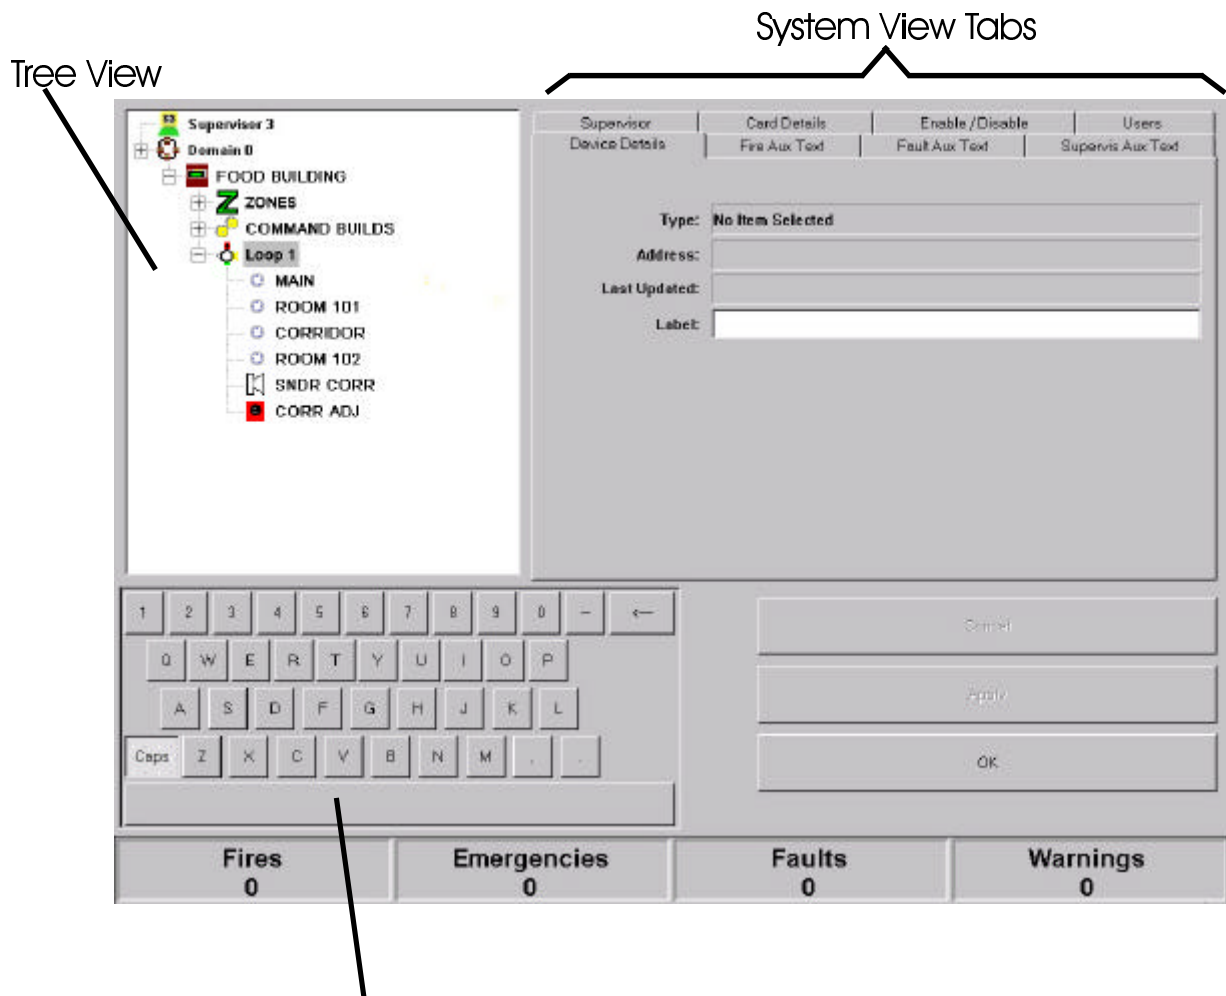 System View Tabs
Tree View
Supervisor 3
Domain 0
FOOD BUILDING
ZONES
COMMAND BUILDS
Loop 1
MAIN
ROOM 101
CORRIDOR
ROOM 102
SNDR CORR
CORR ADJ
Supervisor Card Details Enable / Disable Users
Device Details Fire Aux Text Fault Aux Text Supervis Aux Text
Type: No Item Selected
Address:
Last Updated:
Label:
1 2 3 4 5 6 7 8 9 0 - ←
Q W E R T Y U I O P
A S D F G H J K L
Caps Z X C V B N M , .
Cancel
Apply
OK
Fires Emergencies Faults Warnings
0 0 0 0